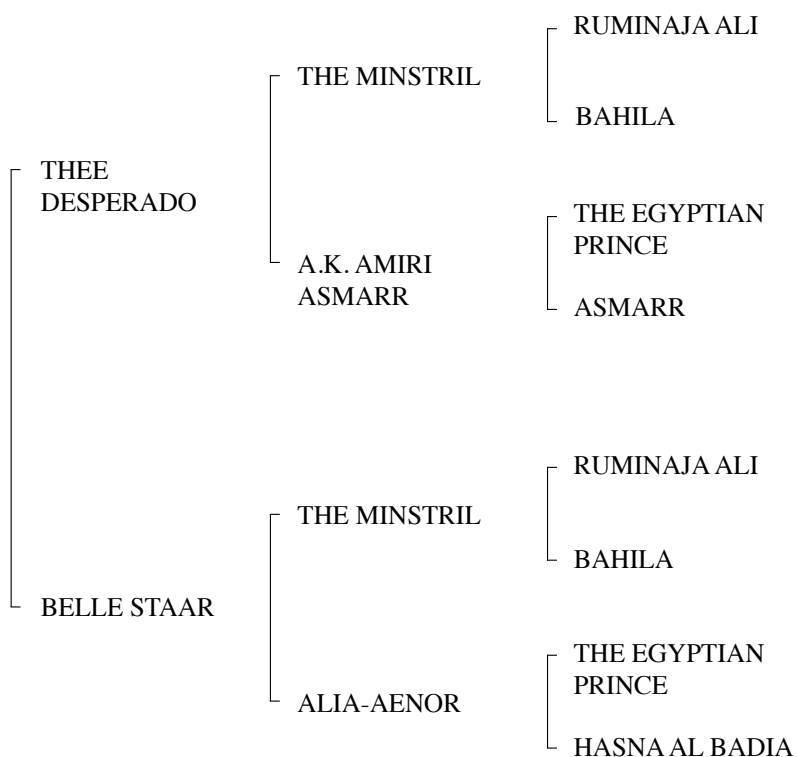 RUMINAJA ALI
THE MINSTRIL
BAHILA
THEE
DESPERADO
THE EGYPTIAN
PRINCE
A.K. AMIRI
ASMARR
ASMARR
RUMINAJA ALI
THE MINSTRIL
BAHILA
BELLE STAAR
THE EGYPTIAN
PRINCE
ALIA-AENOR
HASNA AL BADIA